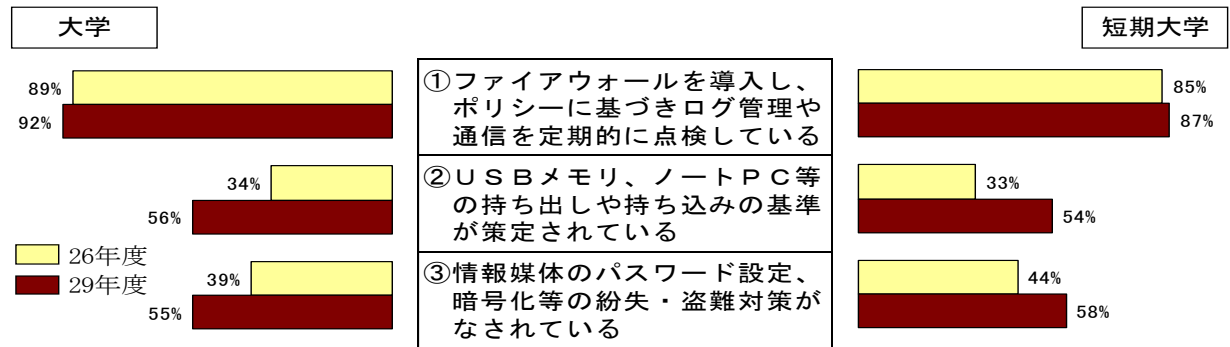 大学
短期大学
89%
92%
①ファイアウォールを導入し、
ポリシーに基づきログ管理や
通信を定期的に点検している
85%
87%
34%
56%
②ＵＳＢメモリ、ノートＰＣ等
の持ち出しや持ち込みの基準
が策定されている
33%
54%
26年度
29年度
39%
55%
③情報媒体のパスワード設定、
暗号化等の紛失・盗難対策が
なされている
44%
58%